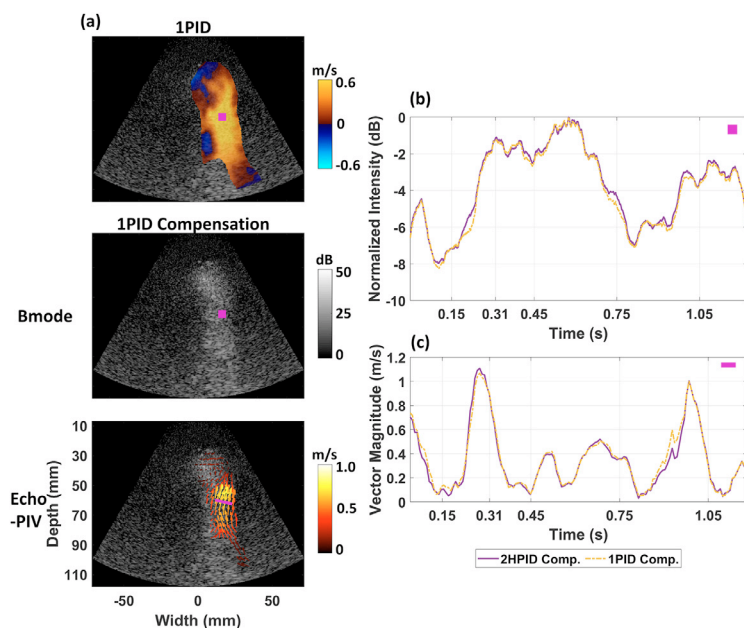 (a)
1PID
m/s
0.6
0
-0.6
1PID Compensation
dB
50
25
0
Bmode
m/s
1.0
0.5
0
Echo
-PIV
Depth (mm)
10
30
50
70
90
110
-50
0
50
Width (mm)
(b)
Normalized Intensity (dB)
0
-2
-4
-6
-8
-10
0.15
0.31
0.45
0.75
1.05
Time (s)
(c)
Vector Magnitude (m/s)
1.2
1
0.8
0.6
0.4
0.2
0
0.15
0.31
0.45
0.75
1.05
Time (s)
2HPID Comp.
1PID Comp.